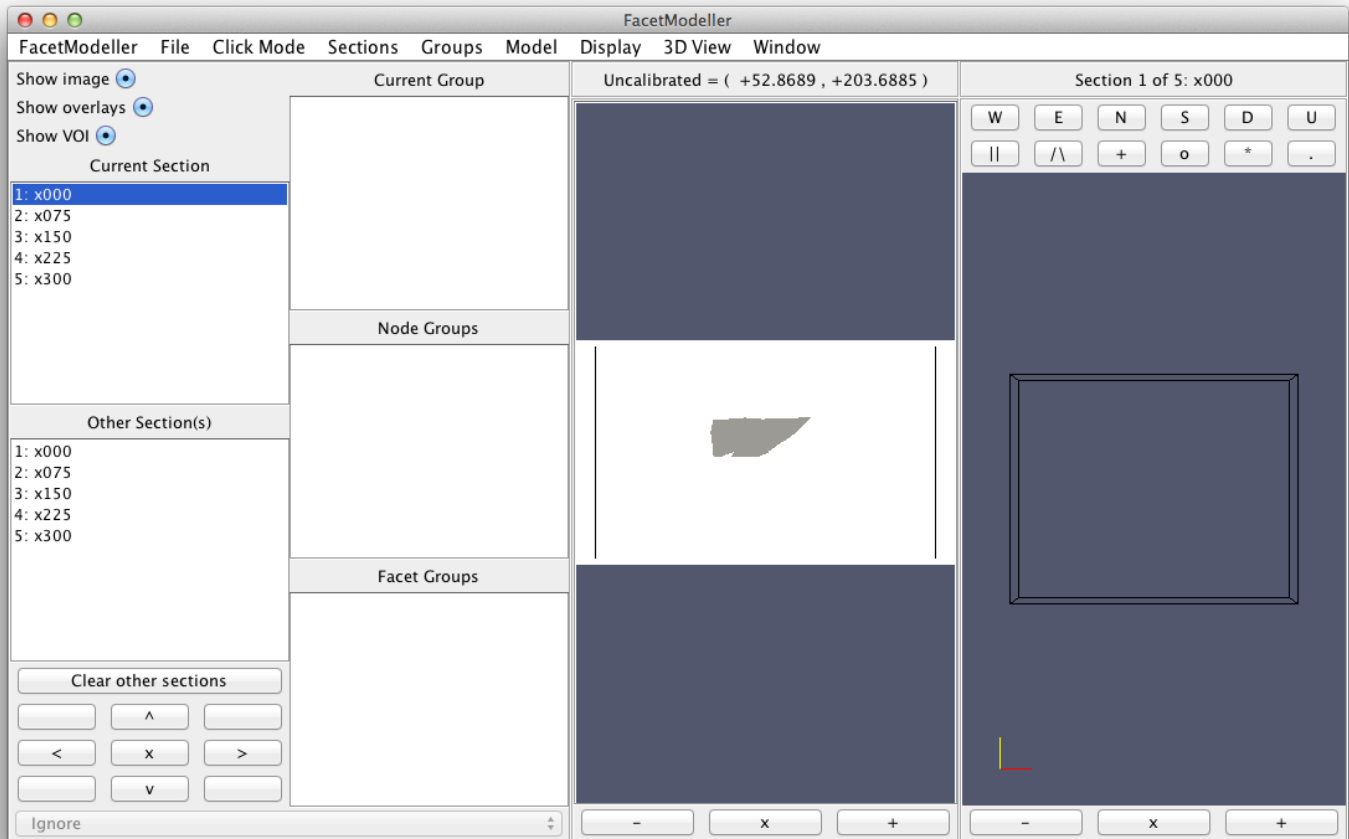 FacetModeller
FacetModeller File Click Mode Sections Groups Model Display 3D View Window
Show image
Show overlays
Show VOI
Current Section
1: x000
2: x075
3: x150
4: x225
5: x300
Other Section(s)
1: x000
2: x075
3: x150
4: x225
5: x300
Clear other sections
^
< x >
v
Ignore
Current Group
Node Groups
Facet Groups
Uncalibrated = ( +52.8689 , +203.6885 )
- x +
Section 1 of 5: x000
W E N S D U
|| /\ + o * .
- x +